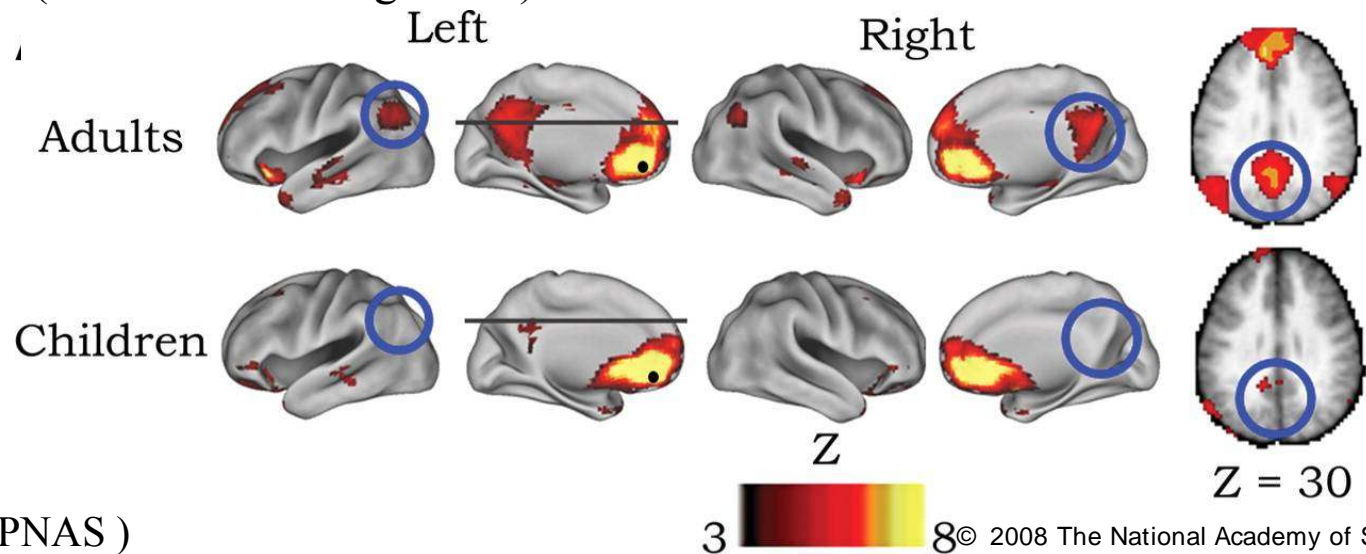 Left
Right
Adults
Children
Z
3
8
Z = 30
PNAS )
© 2008 The National Academy of